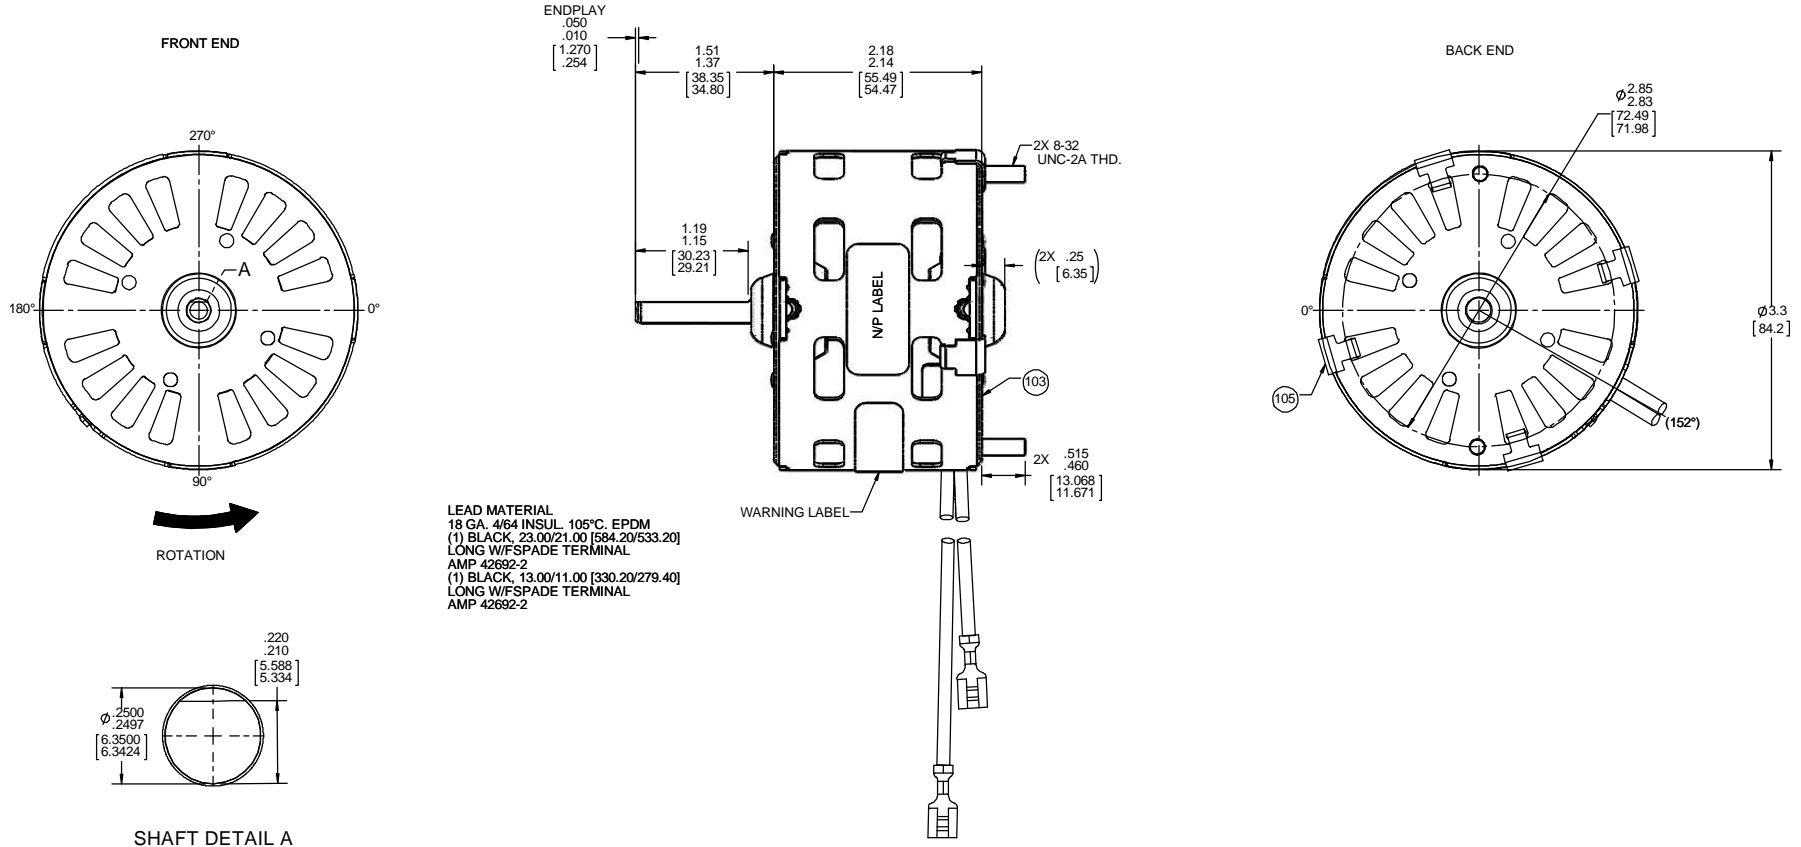 FRONT END
270°
A
180°
0°
90°
ROTATION
.220
.210
[5.588
5.334]
⌀ .2500
.2497
[6.3500
6.3424]
SHAFT DETAIL A
ENDPLAY
.050
.010
[1.270
.254]
1.51
1.37
[38.35
34.80]
2.18
2.14
[55.49
54.47]
2X 8-32
UNC-2A THD.
1.19
1.15
[30.23
29.21]
(2X .25
[6.35])
N/P LABEL
103
2X .515
.460
[13.068
11.671]
WARNING LABEL
LEAD MATERIAL
18 GA. 4/64 INSUL. 105°C. EPDM
(1) BLACK, 23.00/21.00 [584.20/533.20]
LONG W/FSPADE TERMINAL
AMP 42692-2
(1) BLACK, 13.00/11.00 [330.20/279.40]
LONG W/FSPADE TERMINAL
AMP 42692-2
BACK END
⌀ 2.85
2.83
[72.49
71.98]
0°
⌀3.3
[84.2]
105
(152°)